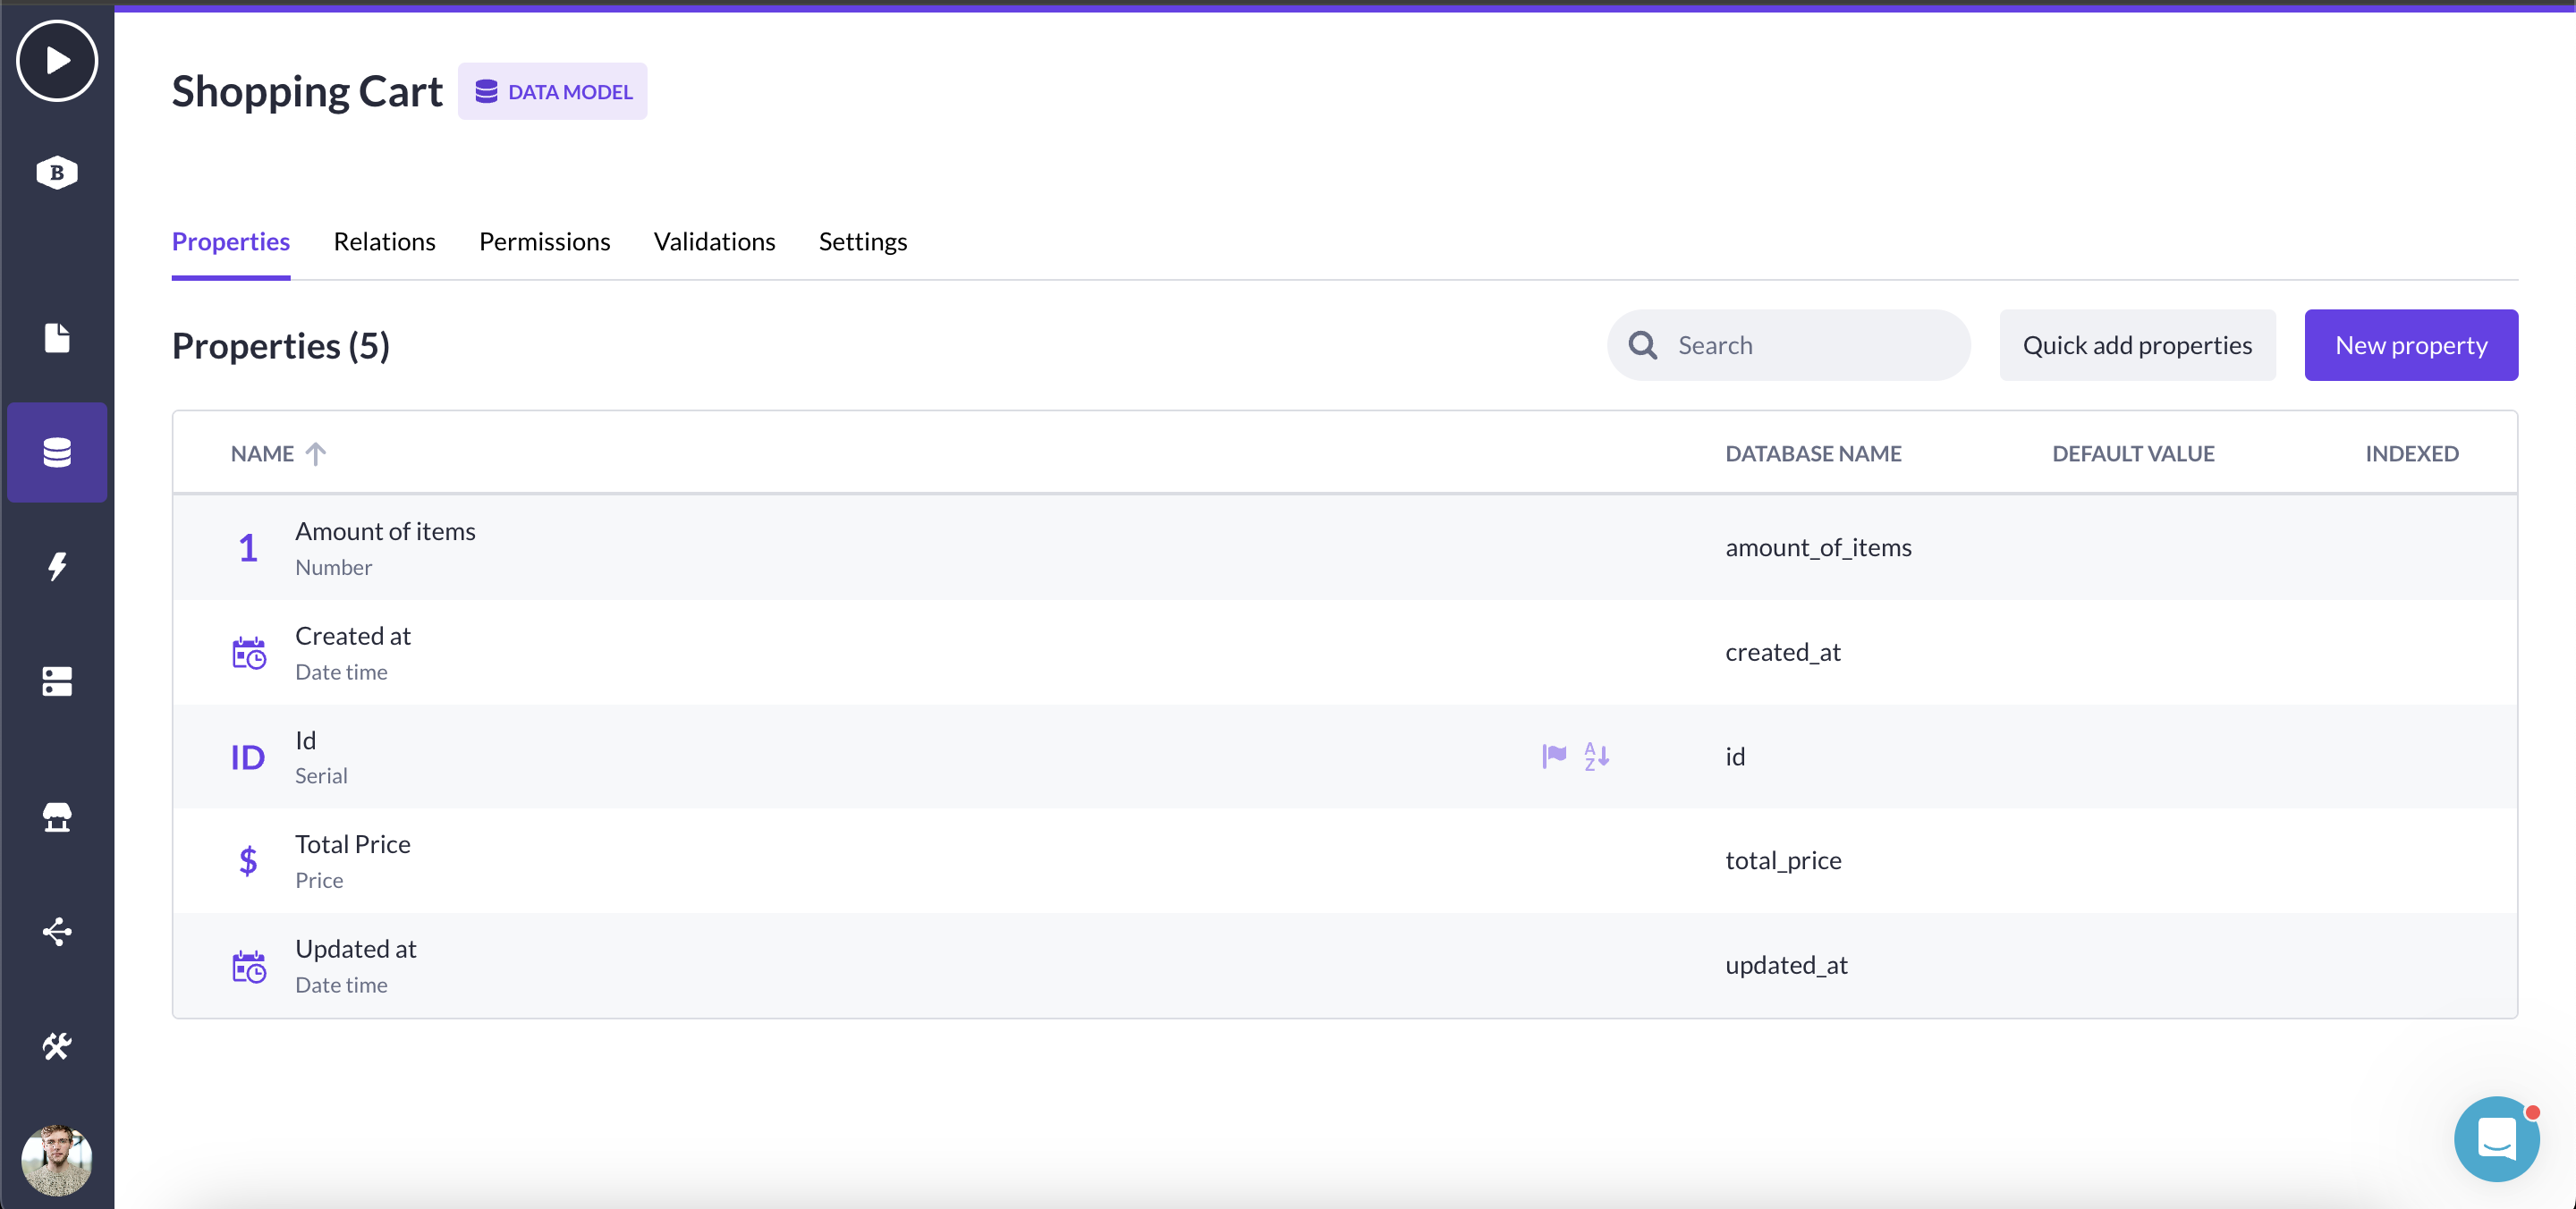 Shopping Cart
DATA MODEL
B
Properties Relations Permissions Validations Settings
Properties (5)
Search
Quick add properties
New property
NAME DATABASE NAME DEFAULT VALUE INDEXED
1 Amount of items amount_of_items
Number
Created at created_at
Date time
ID Id A Z id
Serial
$ Total Price total_price
Price
Updated at updated_at
Date time